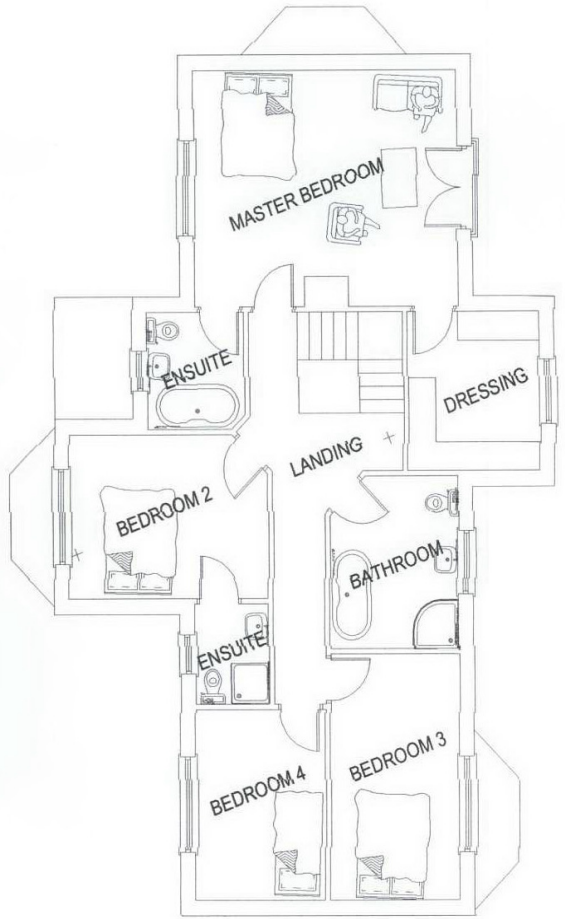 MASTER BEDROOM
ENSUITE
DRESSING
LANDING
BEDROOM 2
BATHROOM
ENSUITE
BEDROOM 3
BEDROOM 4